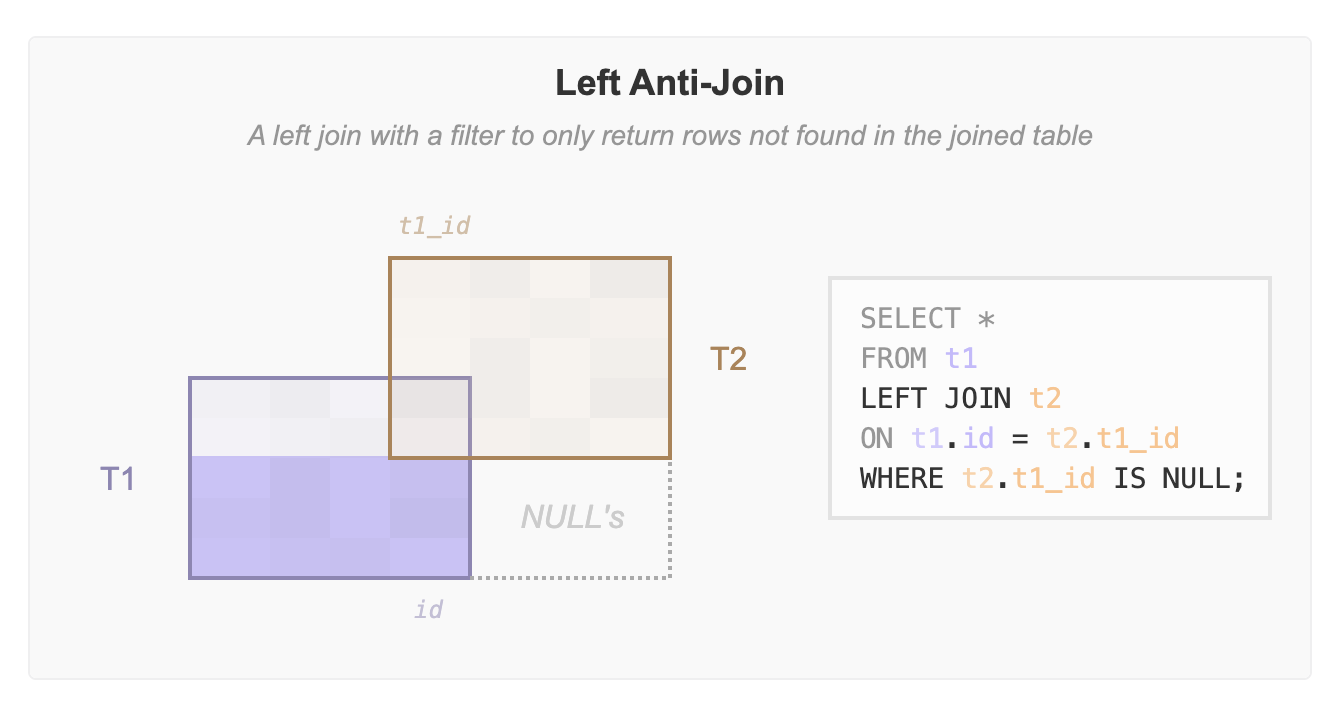 Left Anti-Join
A left join with a filter to only return rows not found in the joined table
t1_id
T2
T1
NULL's
id
SELECT *
FROM t1
LEFT JOIN t2
ON t1.id = t2.t1_id
WHERE t2.t1_id IS NULL;